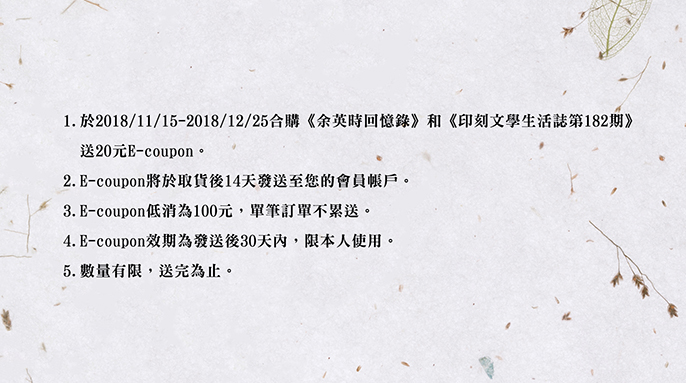 1.於2018/11/15-2018/12/25合購《余英時回憶錄》和《印刻文學生活誌第182期》
送20元E-coupon。
2.E-coupon將於取貨後14天發送至您的會員帳戶。
3.E-coupon低消為100元，單筆訂單不累送。
4.E-coupon效期為發送後30天內，限本人使用。
5.數量有限，送完為止。